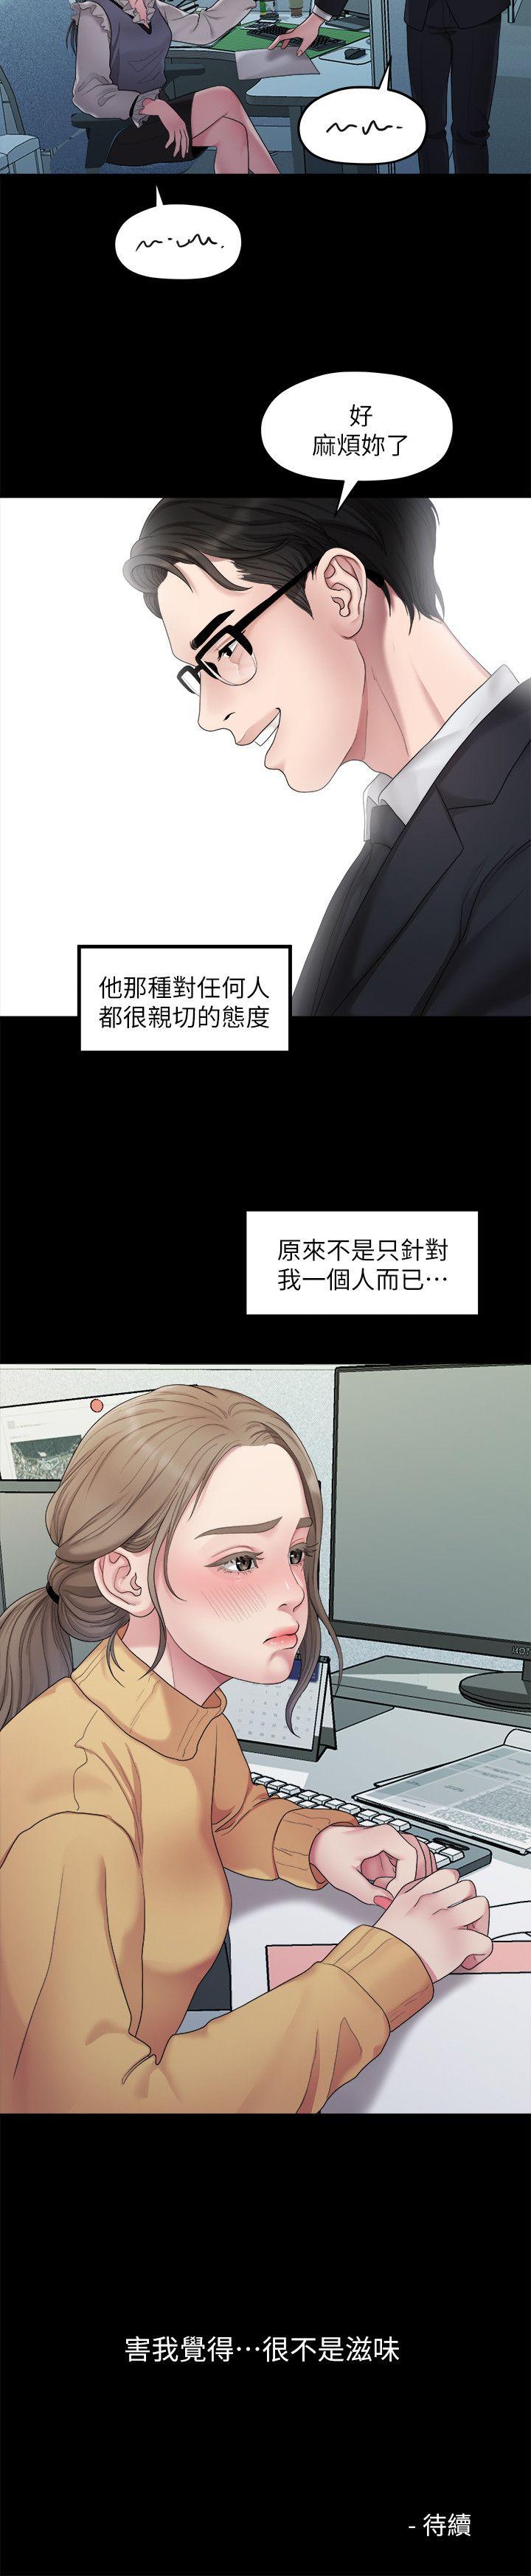 好
麻煩妳了
他那種對任何人
都很親切的態度
原來不是只針對
我一個人而已…
害我覺得…很不是滋味
- 待續